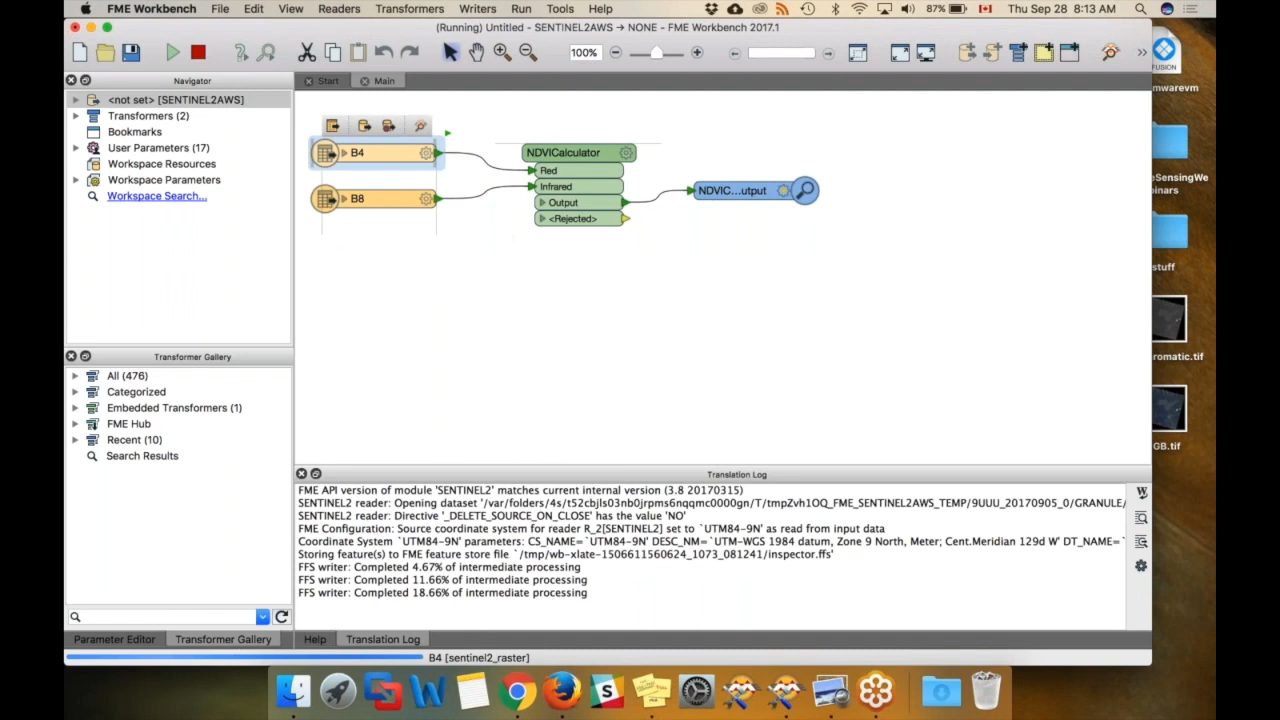 FME Workbench File Edit View Readers Transformers Writers Run Tools Help 87% Thu Sep 28 8:13 AM
(Running) Untitled - SENTINEL2AWS → NONE - FME Workbench 2017.1
100%
FUSION
mwarevm
Navigator
Start Main
<not set> [SENTINEL2AWS]
Transformers (2)
Bookmarks
User Parameters (17)
Workspace Resources
Workspace Parameters
Workspace Search...
B4
B8
NDVICalculator
Red
Infrared
Output
<Rejected>
NDVIC...utput
eSensingWe
inars
stuff
romatic.tif
GB.tif
Transformer Gallery
All (476)
Categorized
Embedded Transformers (1)
FME Hub
Recent (10)
Search Results
Parameter Editor Transformer Gallery
Translation Log
FME API version of module 'SENTINEL2' matches current internal version (3.8 20170315)
SENTINEL2 reader: Opening dataset '/var/folders/4s/t52cbjls03nb0jrpms6nqqmc0000gn/T/tmpZvh1OQ_FME_SENTINEL2AWS_TEMP/9UUU_20170905_0/GRANULE/
SENTINEL2 reader: Directive '_DELETE_SOURCE_ON_CLOSE' has the value 'NO'
FME Configuration: Source coordinate system for reader R_2[SENTINEL2] set to `UTM84-9N' as read from input data
Coordinate System `UTM84-9N' parameters: CS_NAME=`UTM84-9N' DESC_NM=`UTM-WGS 1984 datum, Zone 9 North, Meter; Cent.Meridian 129d W' DT_NAME=`
Storing feature(s) to FME feature store file `/tmp/wb-xlate-1506611560624_1073_081241/inspector.ffs'
FFS writer: Completed 4.67% of intermediate processing
FFS writer: Completed 11.66% of intermediate processing
FFS writer: Completed 18.66% of intermediate processing
Help Translation Log
B4 [sentinel2_raster]